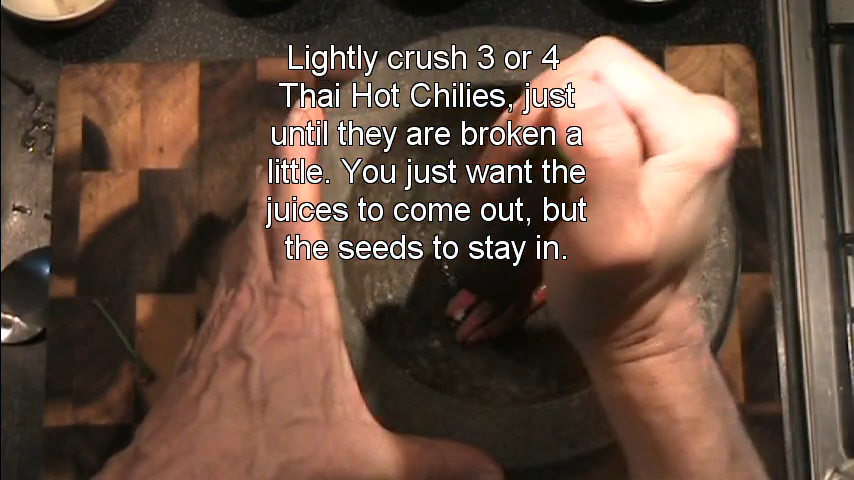 Lightly crush 3 or 4
Thai Hot Chilies, just
until they are broken a
little. You just want the
juices to come out, but
the seeds to stay in.